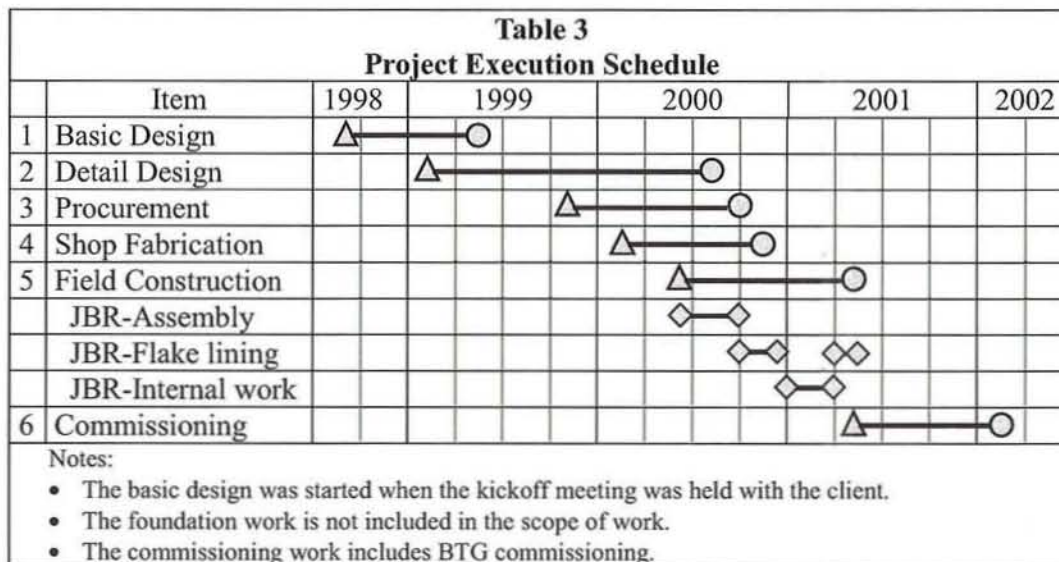 Table 3
Project Execution Schedule
Item 1998 1999 2000 2001 2002
1 Basic Design
2 Detail Design
3 Procurement
4 Shop Fabrication
5 Field Construction
JBR-Assembly
JBR-Flake lining
JBR-Internal work
6 Commissioning
Notes:
• The basic design was started when the kickoff meeting was held with the client.
• The foundation work is not included in the scope of work.
• The commissioning work includes BTG commissioning.